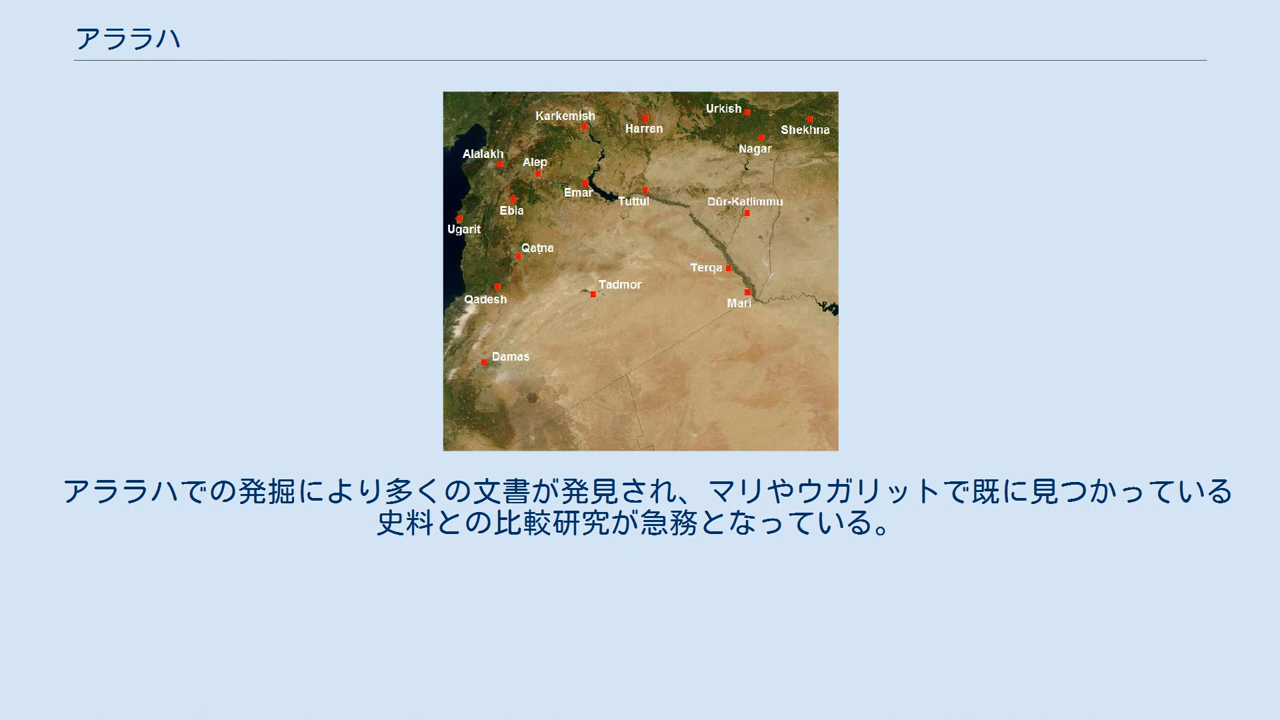 アララハ
Karkemish
Harran
Urkish
Shekhna
Nagar
Alalakh
Alep
Emar
Tuttul
Dūr-Katlimmu
Ebla
Ugarit
Qaṭna
Terqa
Tadmor
Qadesh
Mari
Damas
アララハでの発掘により多くの文書が発見され、マリやウガリットで既に見つかっている
史料との比較研究が急務となっている。